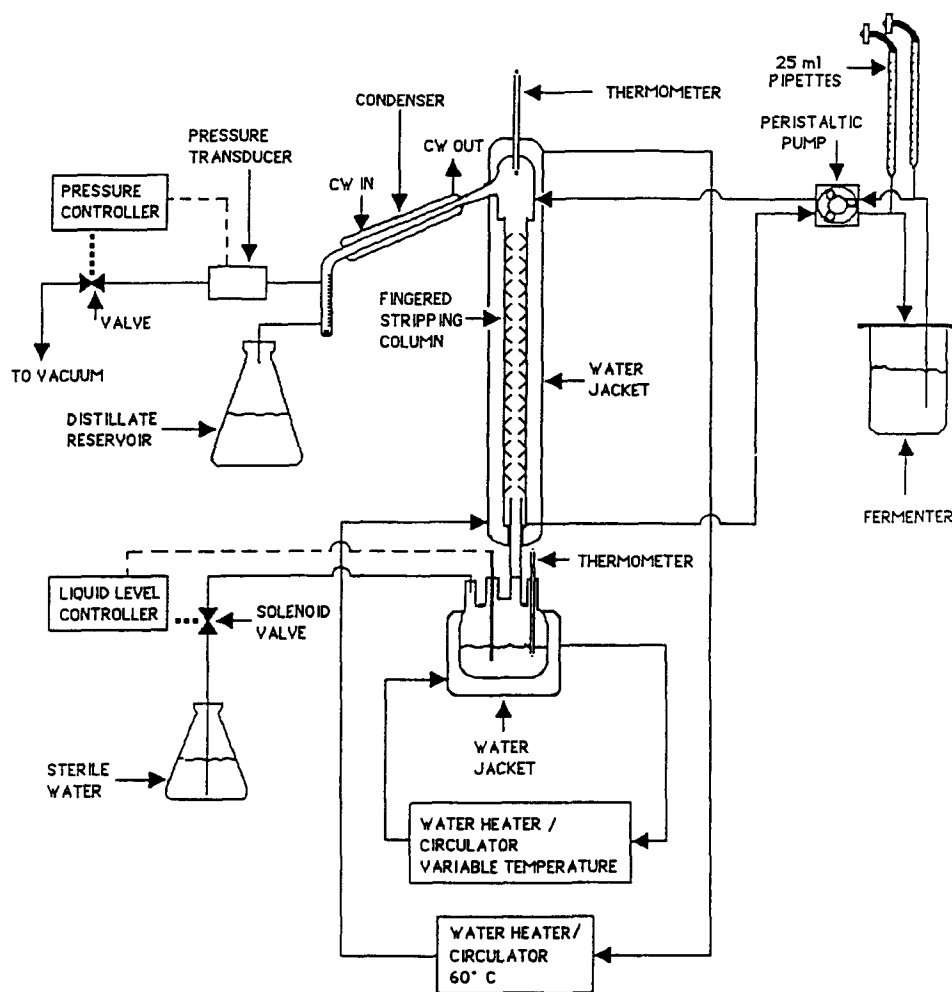 25 ml
PIPETTES
THERMOMETER
PERISTALTIC
PUMP
CONDENSER
PRESSURE
TRANSDUCER
CW OUT
CW IN
PRESSURE
CONTROLLER
FINGERED
STRIPPING
COLUMN
VALVE
TO VACUUM
WATER
JACKET
DISTILLATE
RESERVOIR
FERMENTER
THERMOMETER
LIQUID LEVEL
CONTROLLER
SOLENOID
VALVE
WATER
JACKET
STERILE
WATER
WATER HEATER /
CIRCULATOR
VARIABLE TEMPERATURE
WATER HEATER/
CIRCULATOR
60° C